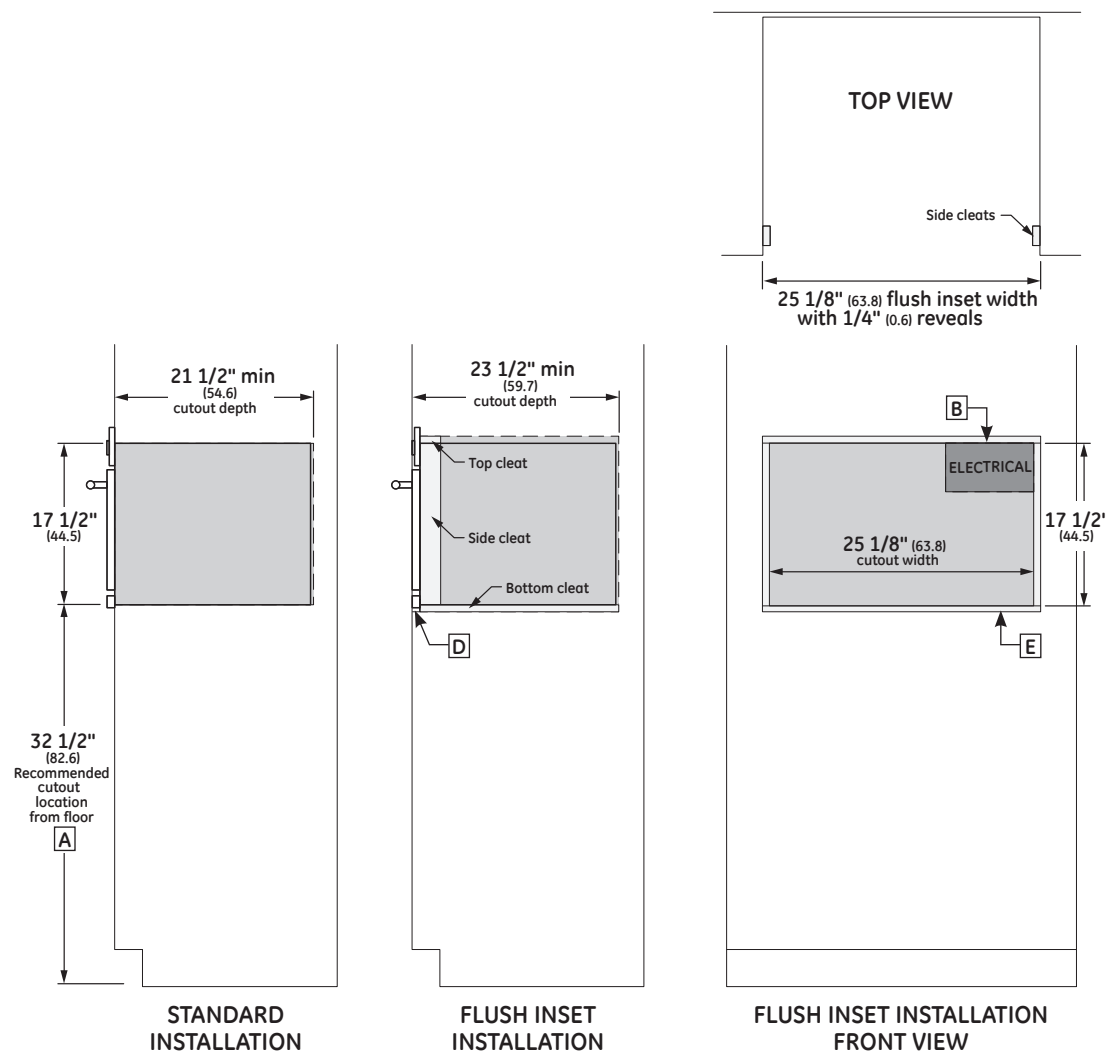 TOP VIEW
Side cleats
25 1/8" (63.8) flush inset width
with 1/4" (0.6) reveals
21 1/2" min
(54.6)
cutout depth
17 1/2"
(44.5)
32 1/2"
(82.6)
Recommended
cutout
location
from floor
A
STANDARD
INSTALLATION
23 1/2" min
(59.7)
cutout depth
Top cleat
Side cleat
Bottom cleat
D
FLUSH INSET
INSTALLATION
B
ELECTRICAL
25 1/8" (63.8)
cutout width
17 1/2"
(44.5)
E
FLUSH INSET INSTALLATION
FRONT VIEW